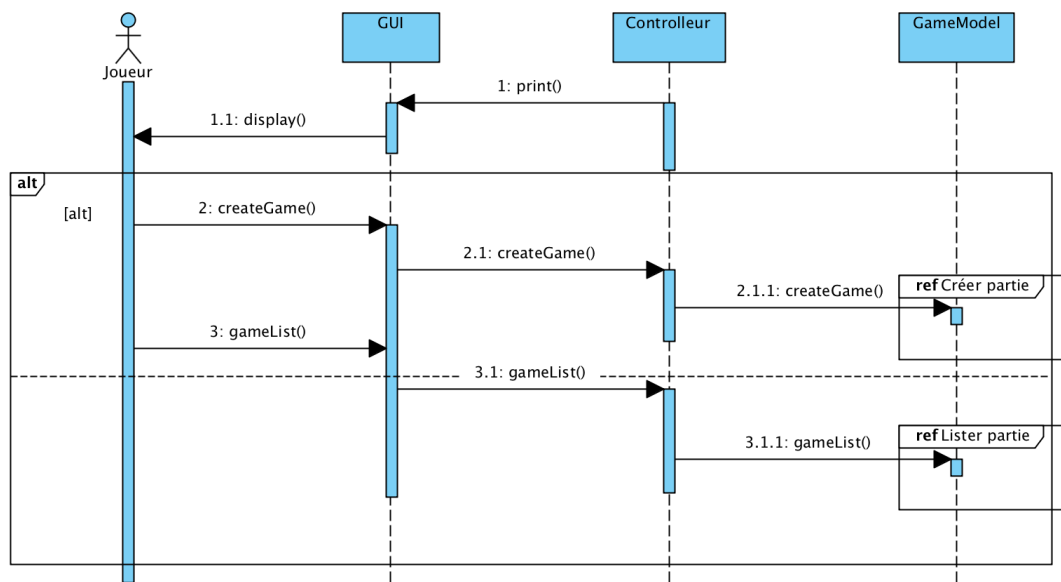 GUI
Controlleur
GameModel
Joueur
1: print()
1.1: display()
alt
[alt]
2: createGame()
2.1: createGame()
ref Créer partie
2.1.1: createGame()
3: gameList()
3.1: gameList()
ref Lister partie
3.1.1: gameList()